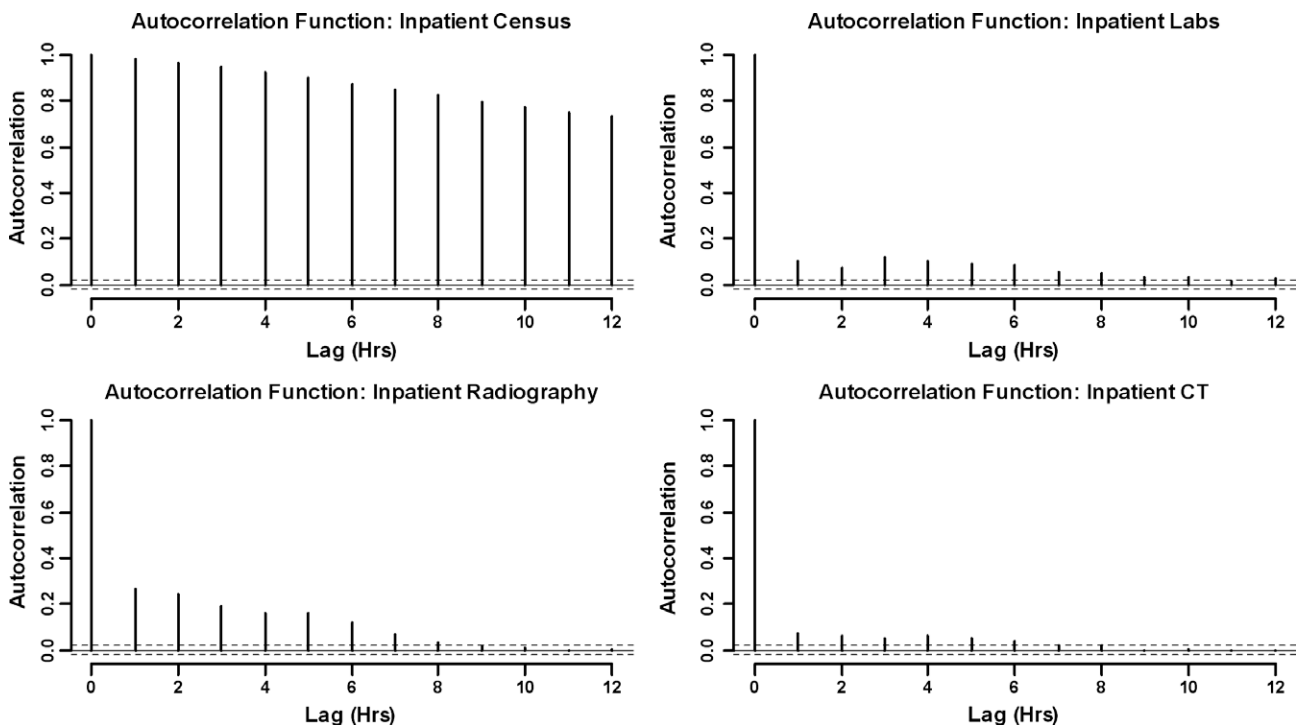 Autocorrelation Function: Inpatient Census
Autocorrelation
1.0
0.8
0.6
0.4
0.2
0.0
0 2 4 6 8 10 12
Lag (Hrs)
Autocorrelation Function: Inpatient Labs
Autocorrelation
1.0
0.8
0.6
0.4
0.2
0.0
0 2 4 6 8 10 12
Lag (Hrs)
Autocorrelation Function: Inpatient Radiography
Autocorrelation
1.0
0.8
0.6
0.4
0.2
0.0
0 2 4 6 8 10 12
Lag (Hrs)
Autocorrelation Function: Inpatient CT
Autocorrelation
1.0
0.8
0.6
0.4
0.2
0.0
0 2 4 6 8 10 12
Lag (Hrs)